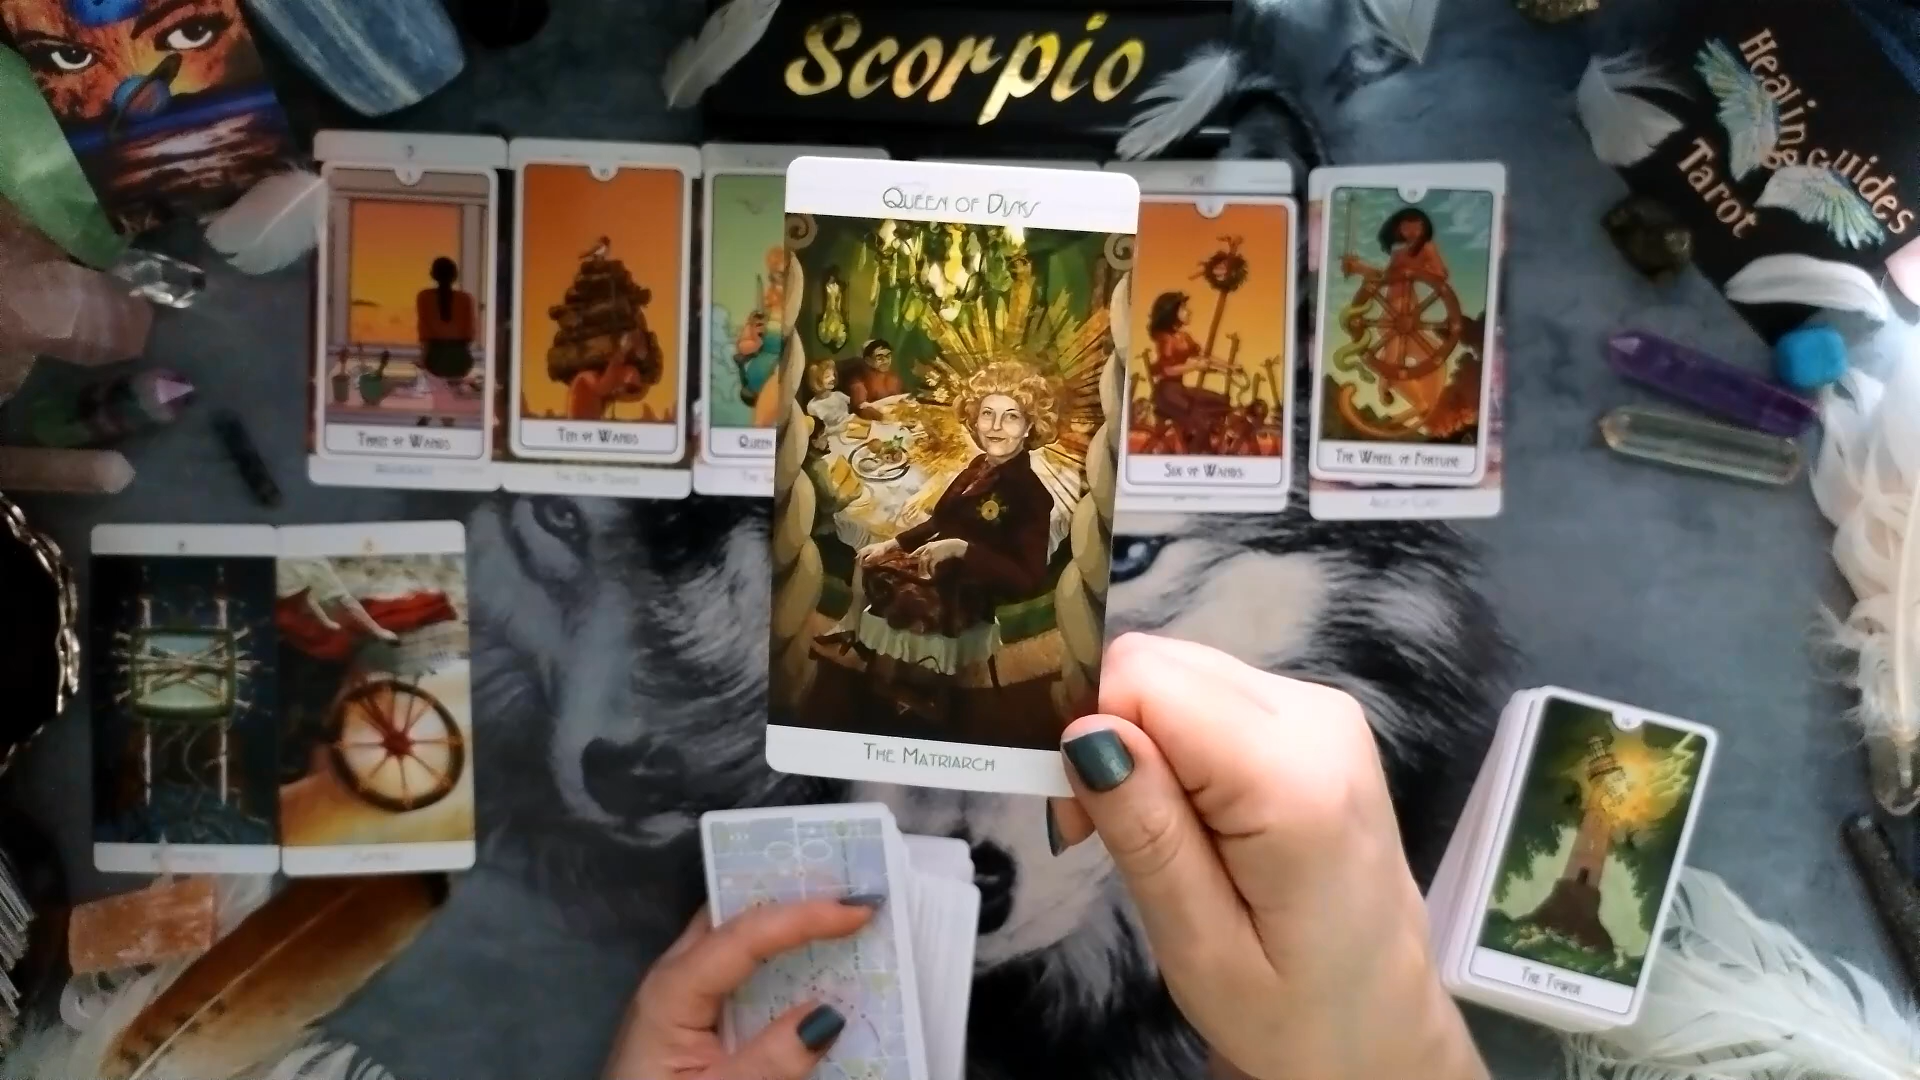 Scorpio
Healing guides
Tarot
QUEEN OF DISKS
THREE OF WANDS
TEN OF WANDS
QUEEN
SIX OF WANDS
THE WHEEL OF FORTUNE
THE MATRIARCH
THE TOWER